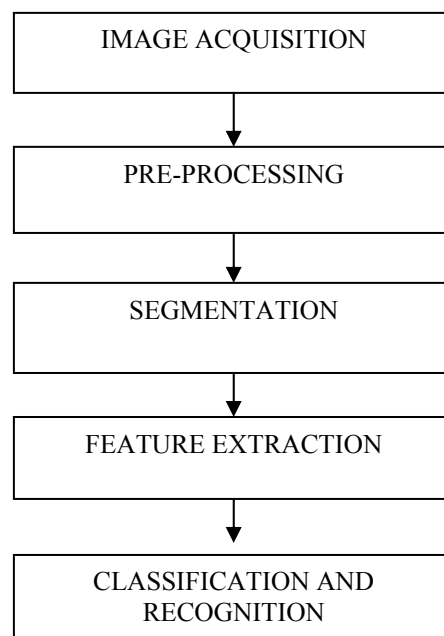 IMAGE ACQUISITION
PRE-PROCESSING
SEGMENTATION
FEATURE EXTRACTION
CLASSIFICATION AND
RECOGNITION